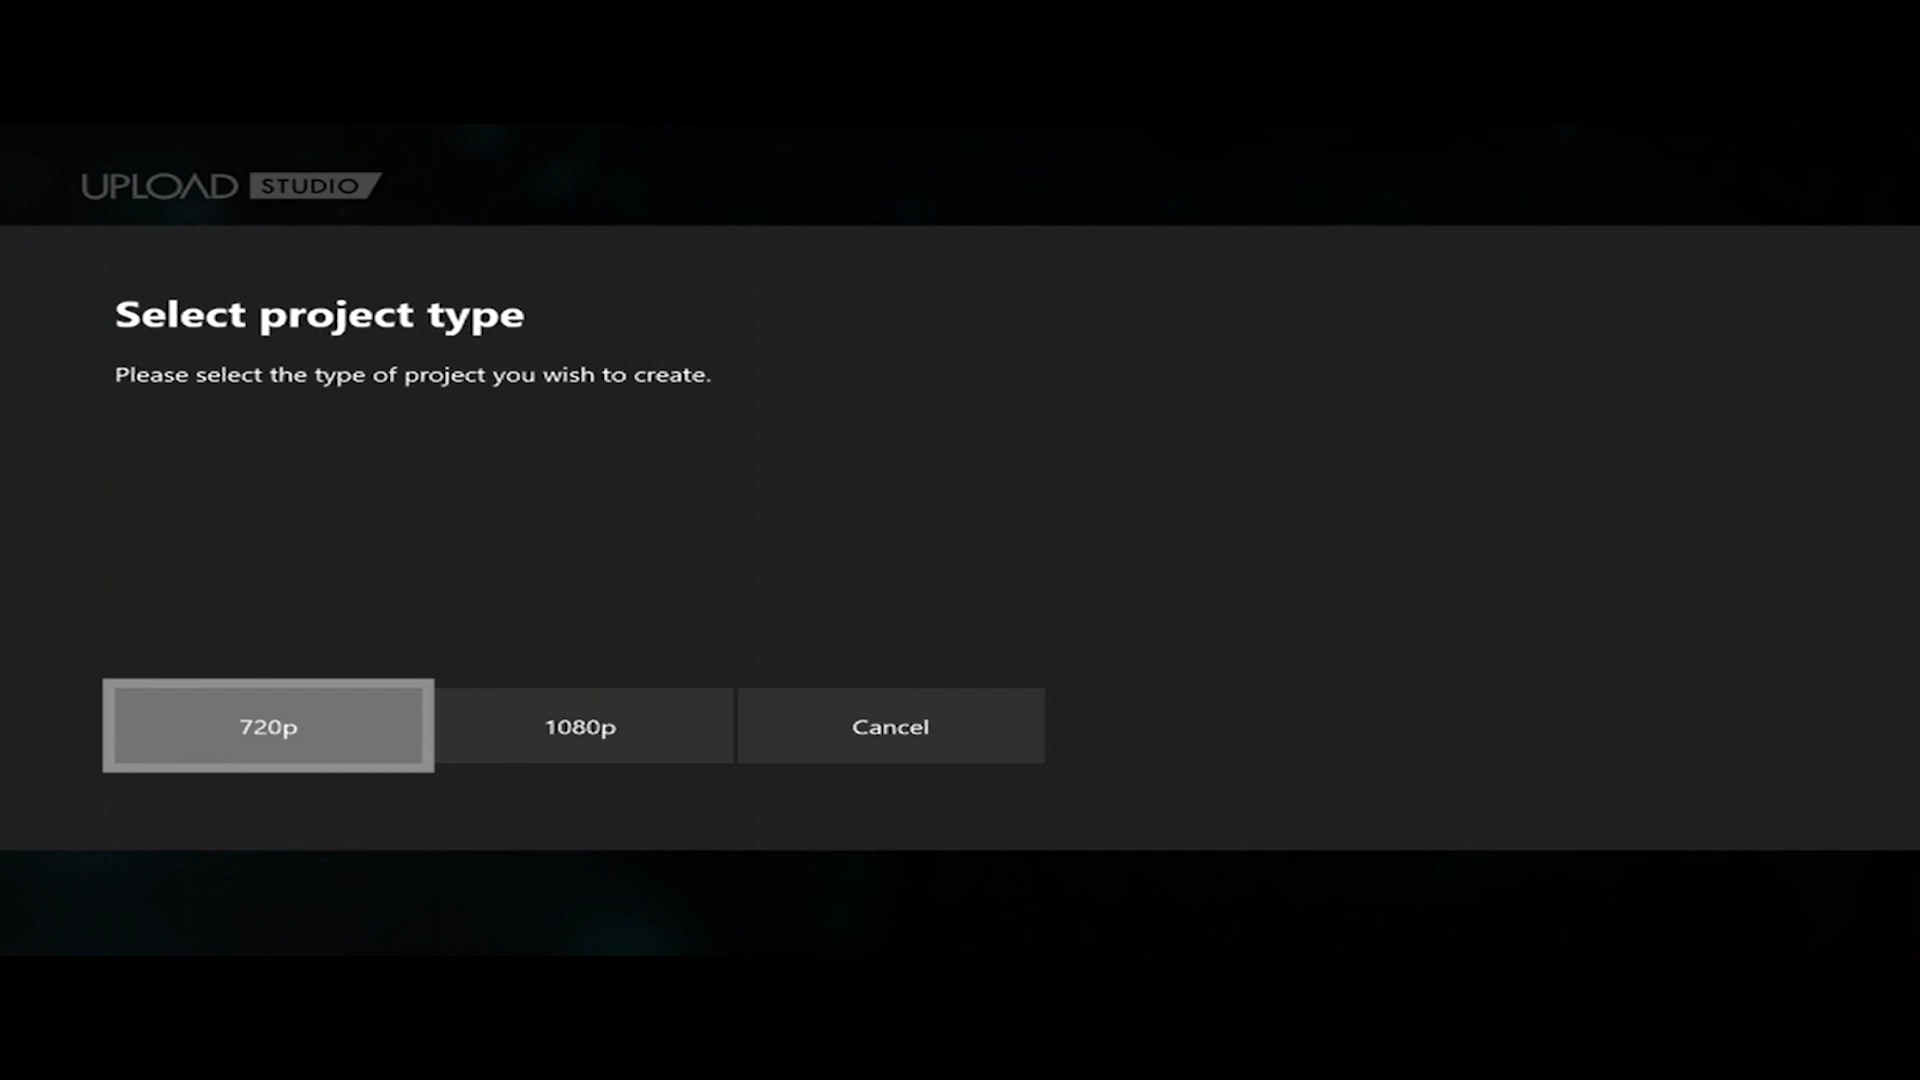 UPLOAD STUDIO
Select project type
Please select the type of project you wish to create.
720p 1080p Cancel